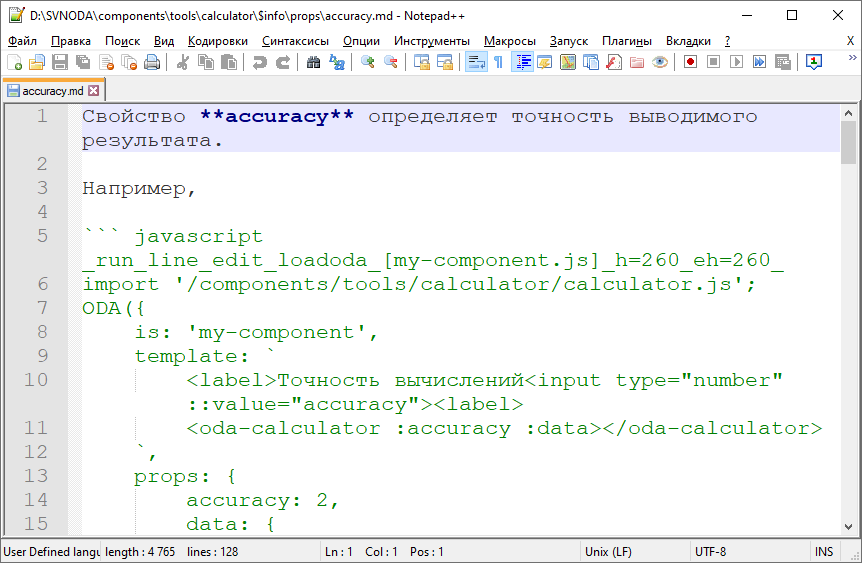 D:\SVNODA\components\tools\calculator\$info\props\accuracy.md - Notepad++
Файл Правка Поиск Вид Кодировки Синтаксисы Опции Инструменты Макросы Запуск Плагины Вкладки ? X
accuracy.md
1 Свойство **accuracy** определяет точность выводимого
результата.
2
3 Например,
4
5 ``` javascript
_run_line_edit_loadoda_[my-component.js]_h=260_eh=260_
6 import '/components/tools/calculator/calculator.js';
7 ODA({
8 is: 'my-component',
9 template: `
10 <label>Точность вычислений<input type="number"
::value="accuracy"><label>
11 <oda-calculator :accuracy :data></oda-calculator>
12 `,
13 props: {
14 accuracy: 2,
15 data: {
User Defined langu length : 4 765 lines : 128 Ln : 1 Col : 1 Pos : 1 Unix (LF) UTF-8 INS